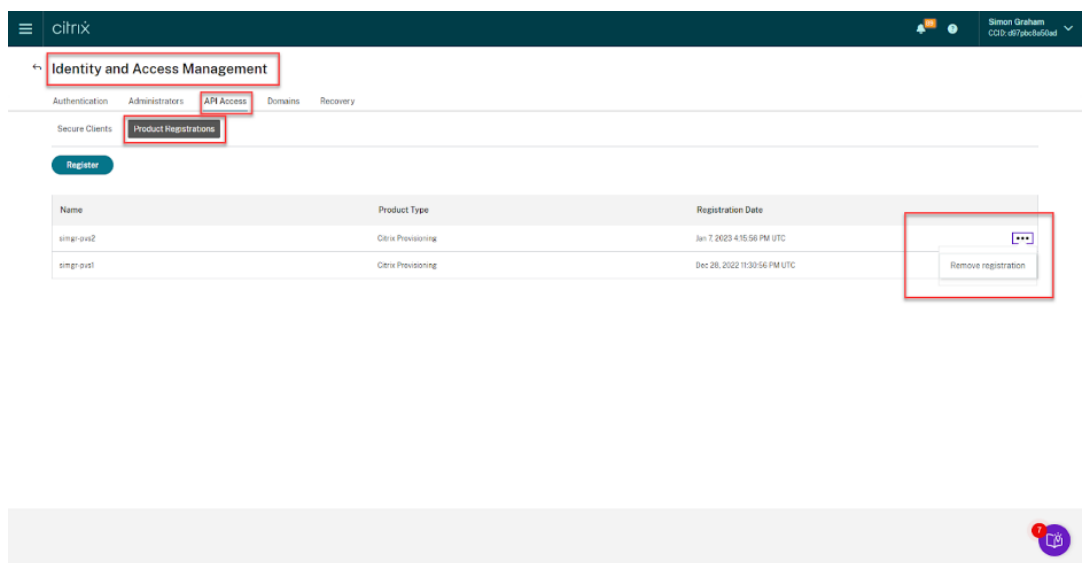 citrix
Simon Graham
CCID: d97pbc8a50ad
Identity and Access Management
Authentication Administrators API Access Domains Recovery
Secure Clients Product Registrations
Register
Name Product Type Registration Date
simgr-pvs2 Citrix Provisioning Jan 7, 2023 4:15:56 PM UTC
simgr-pvs1 Citrix Provisioning Dec 28, 2022 11:30:56 PM UTC
Remove registration
7